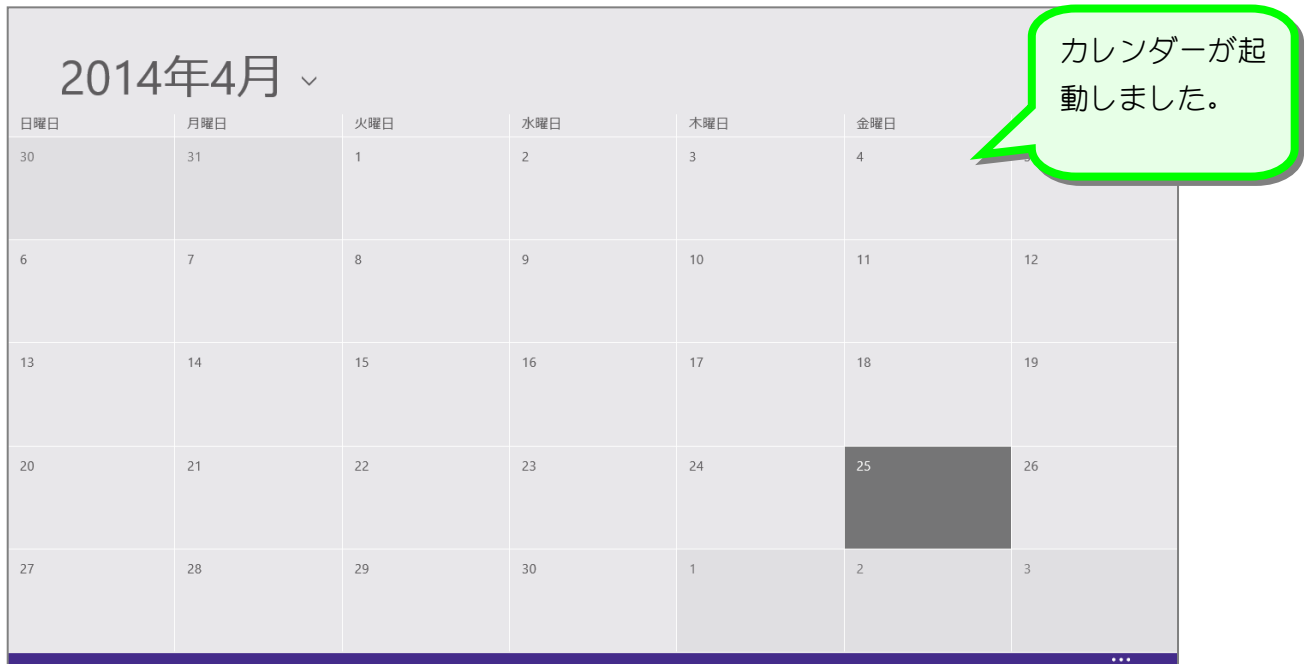 2014年4月
カレンダーが起
動しました。
日曜日 月曜日 火曜日 水曜日 木曜日 金曜日
30 31 1 2 3 4
6 7 8 9 10 11 12
13 14 15 16 17 18 19
20 21 22 23 24 25 26
27 28 29 30 1 2 3